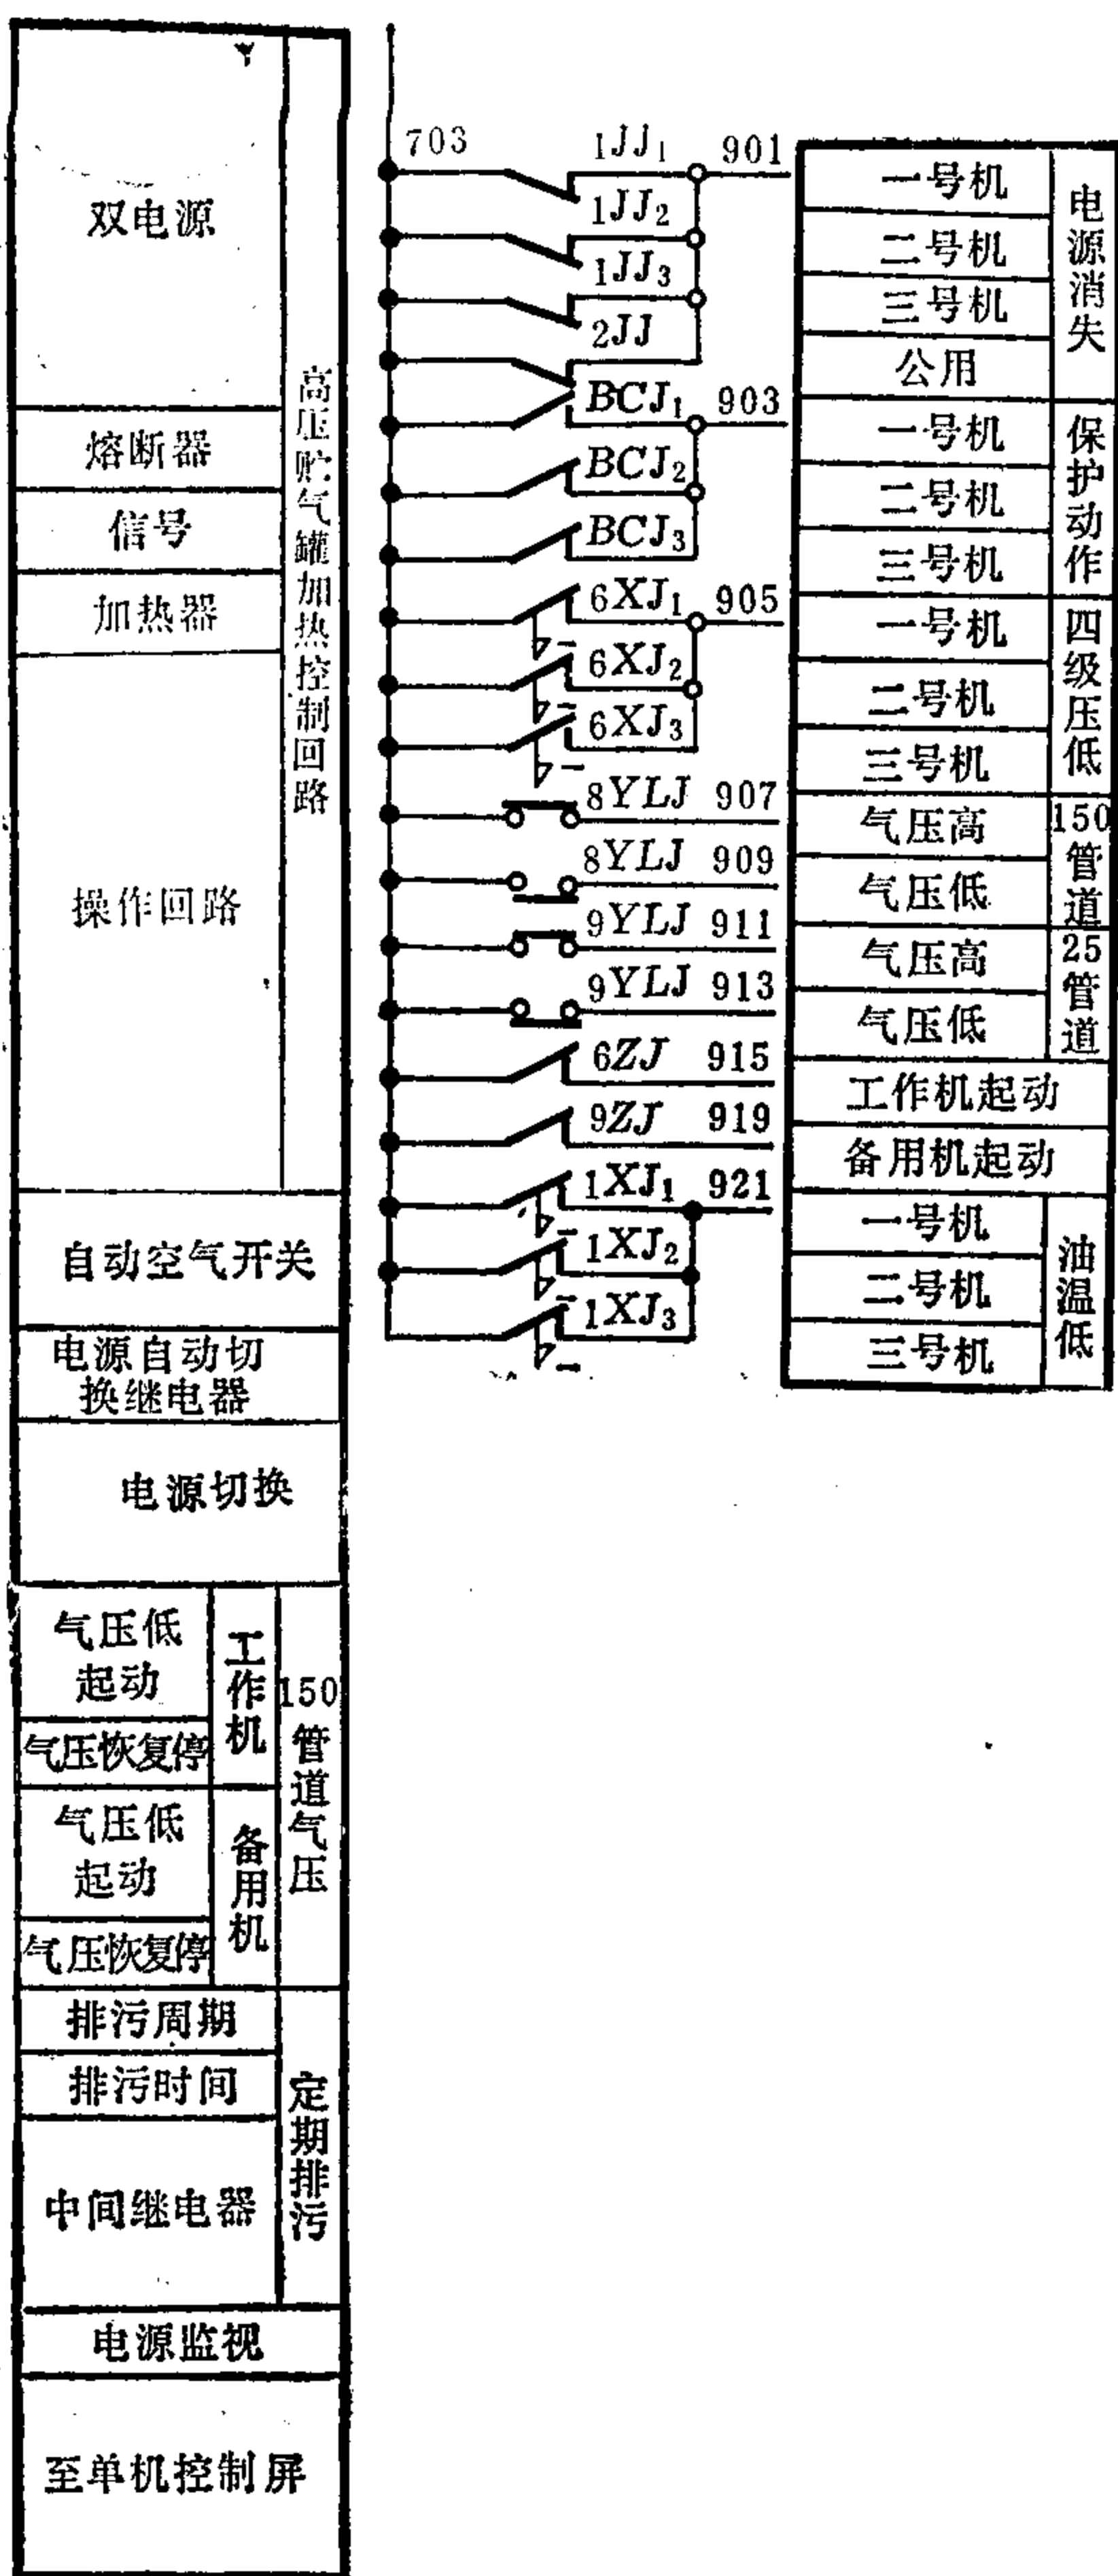 双电源
熔断器
信号
加热器
操作回路
高压贮气罐加热控制回路
自动空气开关
电源自动切
换继电器
电源切换
气压低
起动
气压恢复停
工作机
气压低
起动
气压恢复停
备用机
150
管道气压
排污周期
排污时间
中间继电器
定期排污
电源监视
至单机控制屏
703
1JJ₁ 901
1JJ₂
1JJ₃
2JJ
BCJ₁ 903
BCJ₂
BCJ₃
6XJ₁ 905
6XJ₂
6XJ₃
8YLJ 907
8YLJ 909
9YLJ 911
9YLJ 913
6ZJ 915
9ZJ 919
1XJ₁ 921
1XJ₂
1XJ₃
一号机
二号机
三号机
公用
电源消失
一号机
二号机
三号机
保护动作
一号机
二号机
三号机
四级压低
气压高
气压低
150
管道
气压高
气压低
25
管道
工作机起动
备用机起动
一号机
二号机
三号机
油温低